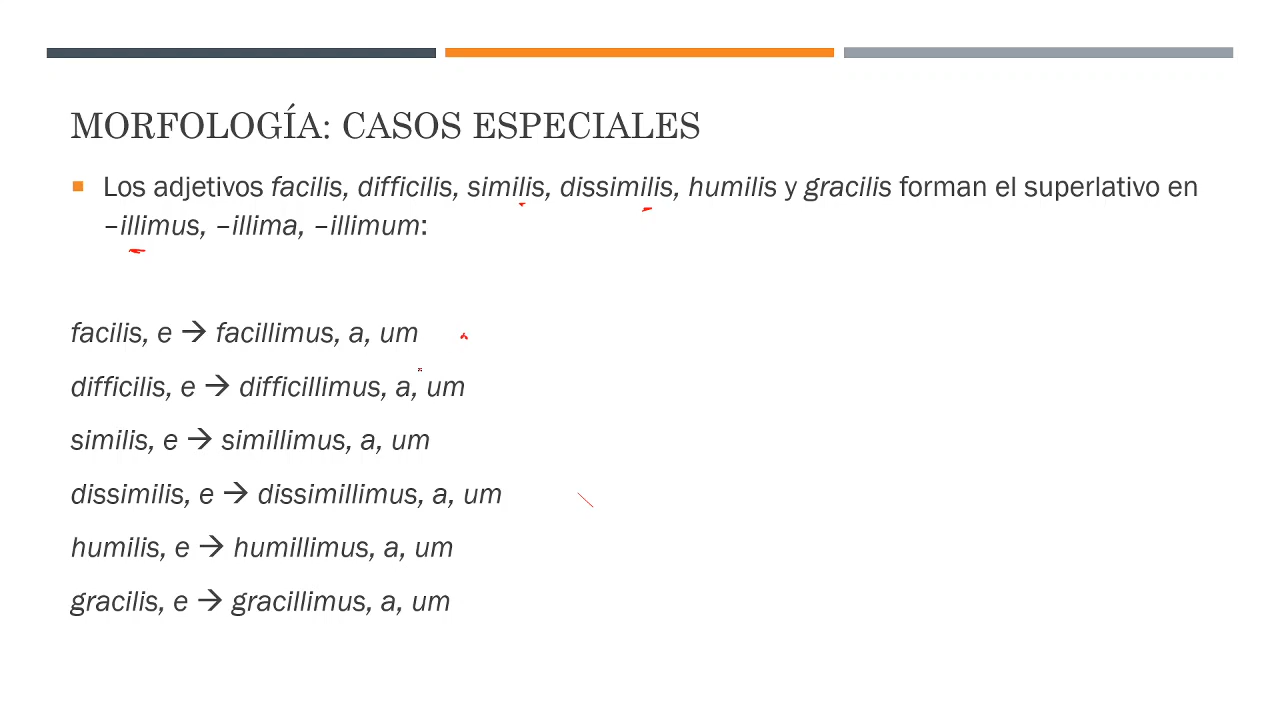 MORFOLOGÍA: CASOS ESPECIALES
Los adjetivos facilis, difficilis, similis, dissimilis, humilis y gracilis forman el superlativo en
–illimus, –illima, –illimum:
facilis, e → facillimus, a, um
difficilis, e → difficillimus, a, um
similis, e → simillimus, a, um
dissimilis, e → dissimillimus, a, um
humilis, e → humillimus, a, um
gracilis, e → gracillimus, a, um